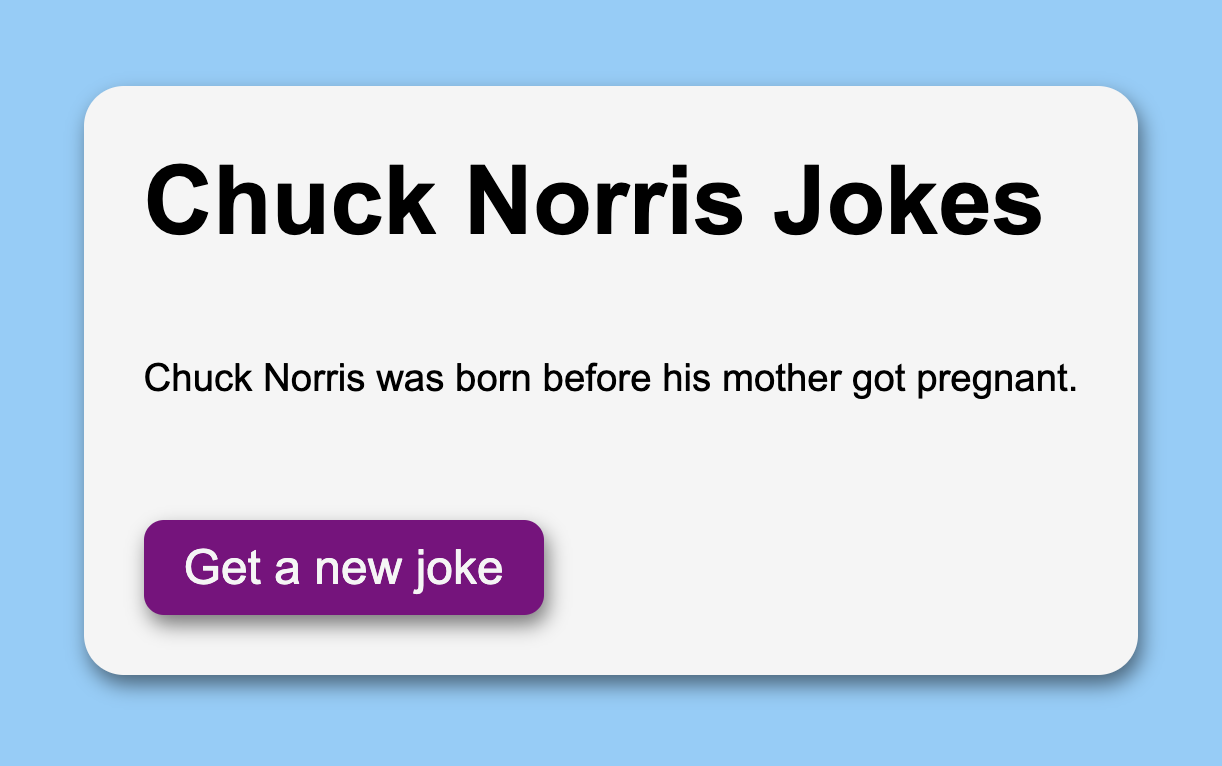 Chuck Norris Jokes
Chuck Norris was born before his mother got pregnant.
Get a new joke